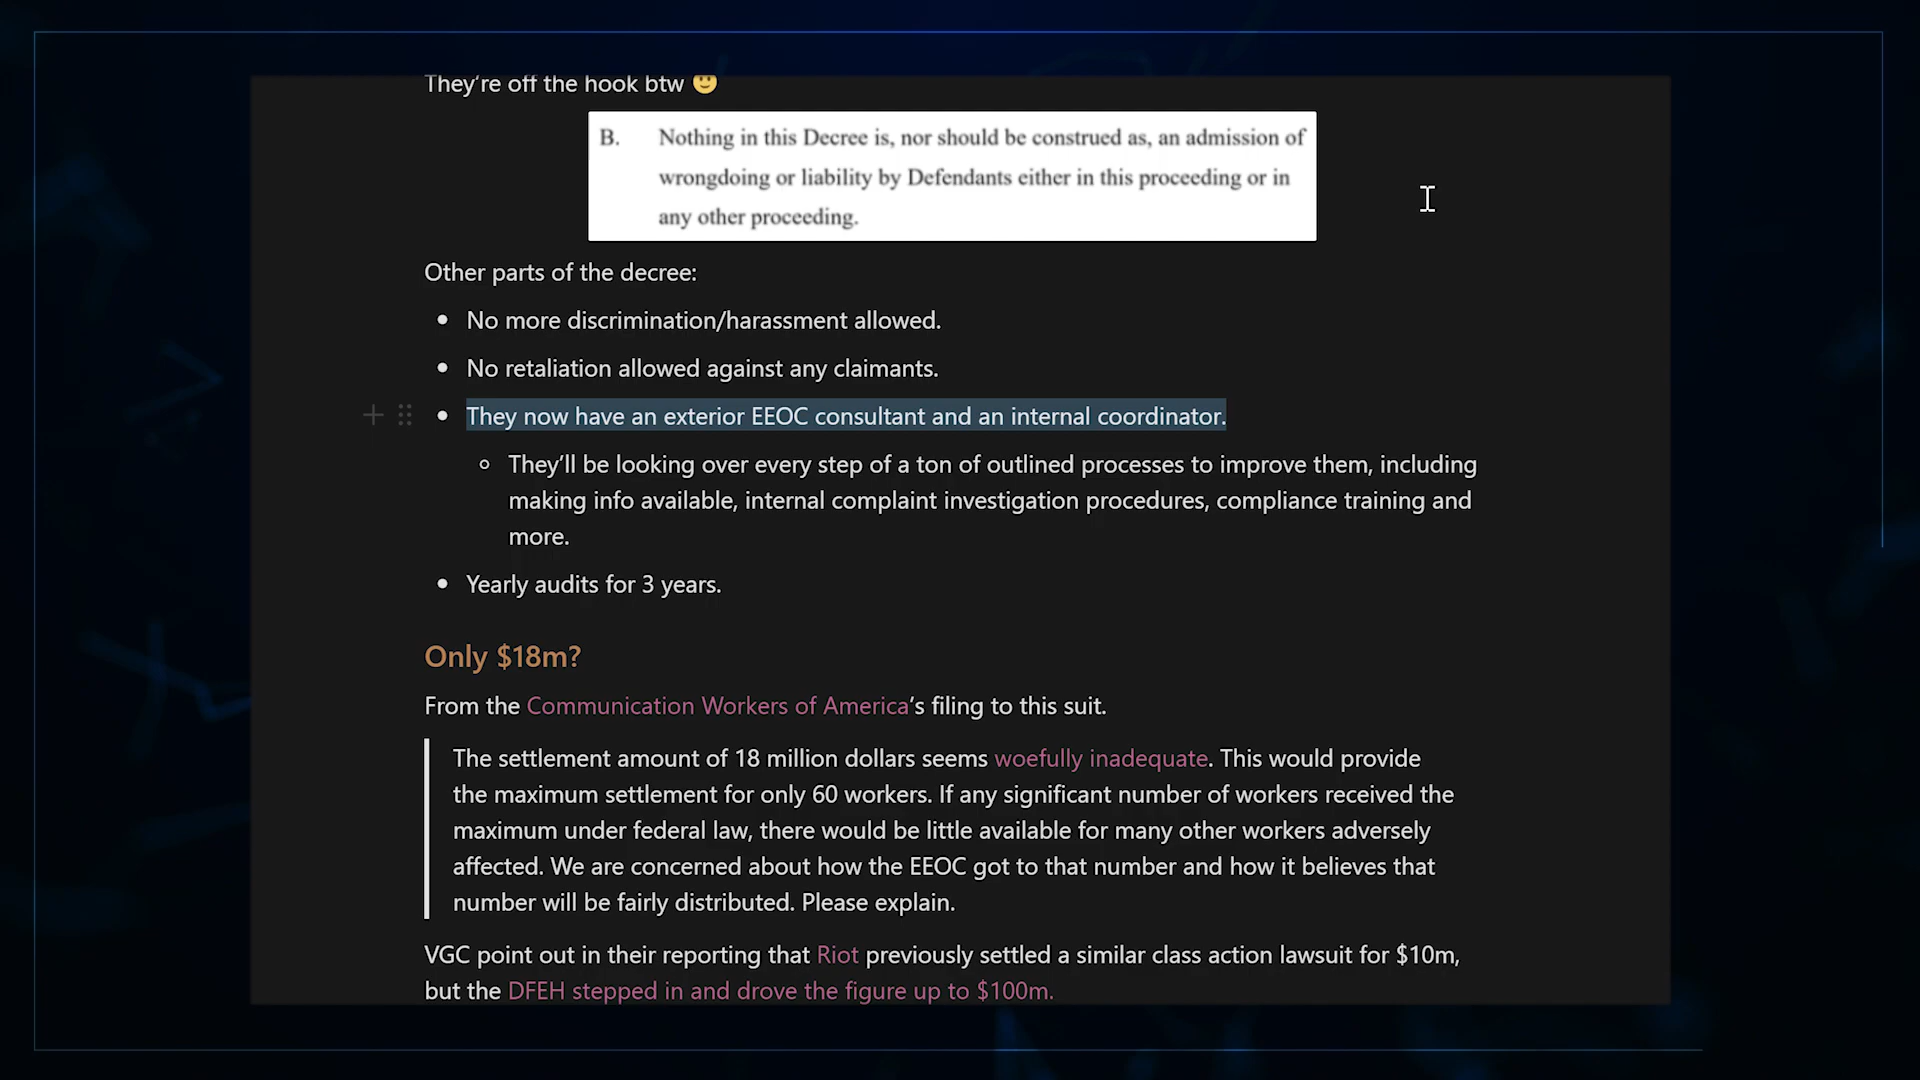 They're off the hook btw 🙂
B. Nothing in this Decree is, nor should be construed as, an admission of
wrongdoing or liability by Defendants either in this proceeding or in
any other proceeding.
Other parts of the decree:
• No more discrimination/harassment allowed.
• No retaliation allowed against any claimants.
• They now have an exterior EEOC consultant and an internal coordinator.
◦ They'll be looking over every step of a ton of outlined processes to improve them, including
making info available, internal complaint investigation procedures, compliance training and
more.
• Yearly audits for 3 years.
Only $18m?
From the Communication Workers of America's filing to this suit.
The settlement amount of 18 million dollars seems woefully inadequate. This would provide
the maximum settlement for only 60 workers. If any significant number of workers received the
maximum under federal law, there would be little available for many other workers adversely
affected. We are concerned about how the EEOC got to that number and how it believes that
number will be fairly distributed. Please explain.
VGC point out in their reporting that Riot previously settled a similar class action lawsuit for $10m,
but the DFEH stepped in and drove the figure up to $100m.